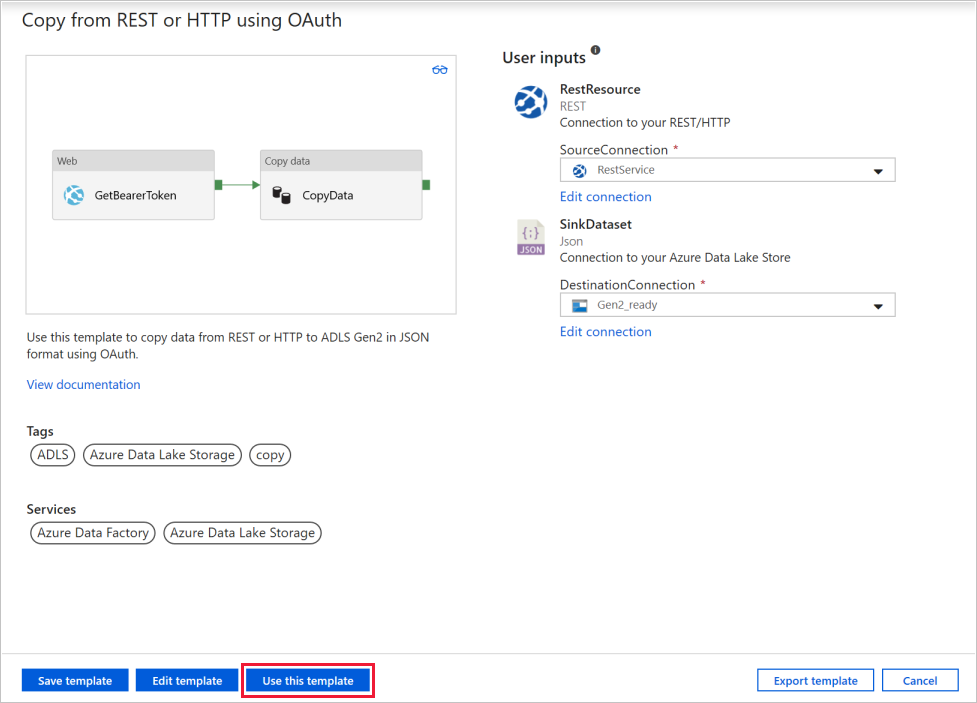 Copy from REST or HTTP using OAuth
Web
GetBearerToken
Copy data
CopyData
Use this template to copy data from REST or HTTP to ADLS Gen2 in JSON
format using OAuth.
View documentation
Tags
ADLS
Azure Data Lake Storage
copy
Services
Azure Data Factory
Azure Data Lake Storage
User inputs
RestResource
REST
Connection to your REST/HTTP
SourceConnection *
RestService
Edit connection
{:}
JSON
SinkDataset
Json
Connection to your Azure Data Lake Store
DestinationConnection *
Gen2_ready
Edit connection
Save template
Edit template
Use this template
Export template
Cancel